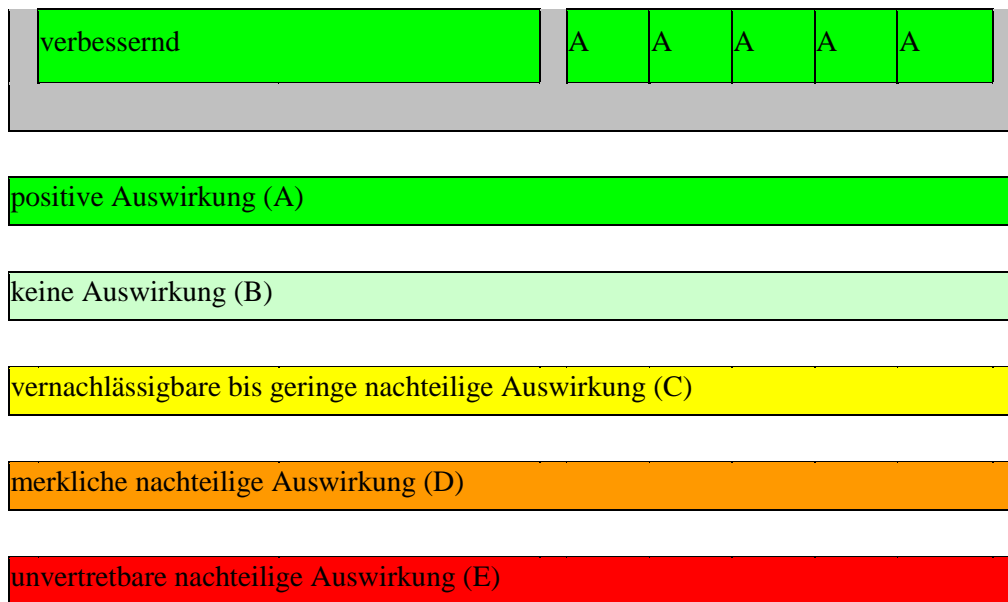 verbessernd A A A A A
positive Auswirkung (A)
keine Auswirkung (B)
vernachlässigbare bis geringe nachteilige Auswirkung (C)
merkliche nachteilige Auswirkung (D)
unvertretbare nachteilige Auswirkung (E)